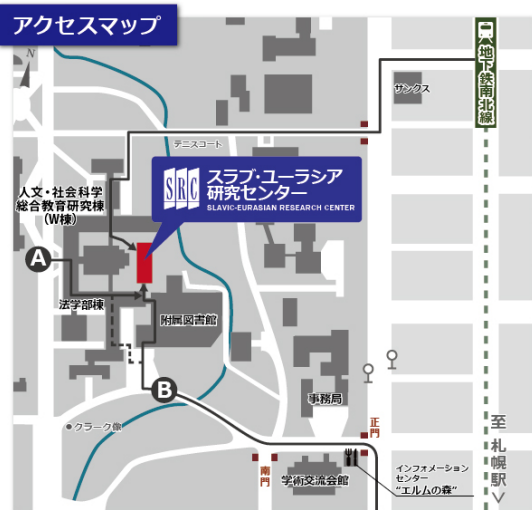 アクセスマップ
N
地下鉄南北線
サンクス
テニスコート
人文・社会科学
総合教育研究棟
(W棟)
SRC
スラブ・ユーラシア
研究センター
SLAVIC-EURASIAN RESEARCH CENTER
A
法学部棟
附属図書館
B
事務局
クラーク像
正門
至札幌駅
南門
学術交流会館
インフォメーション
センター
"エルムの森"